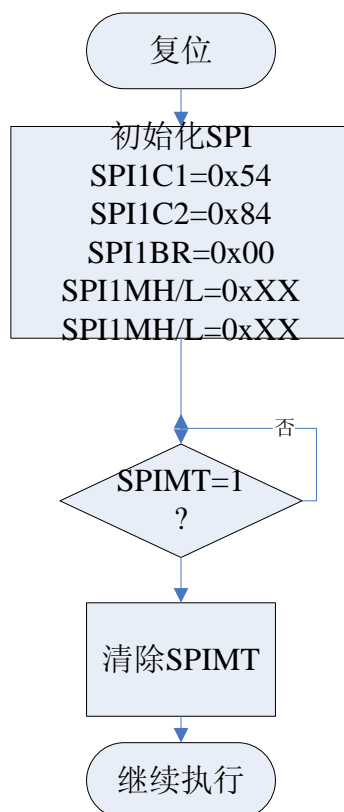 复位
初始化SPI
SPI1C1=0x54
SPI1C2=0x84
SPI1BR=0x00
SPI1MH/L=0xXX
SPI1MH/L=0xXX
否
SPIMT=1
?
清除SPIMT
继续执行